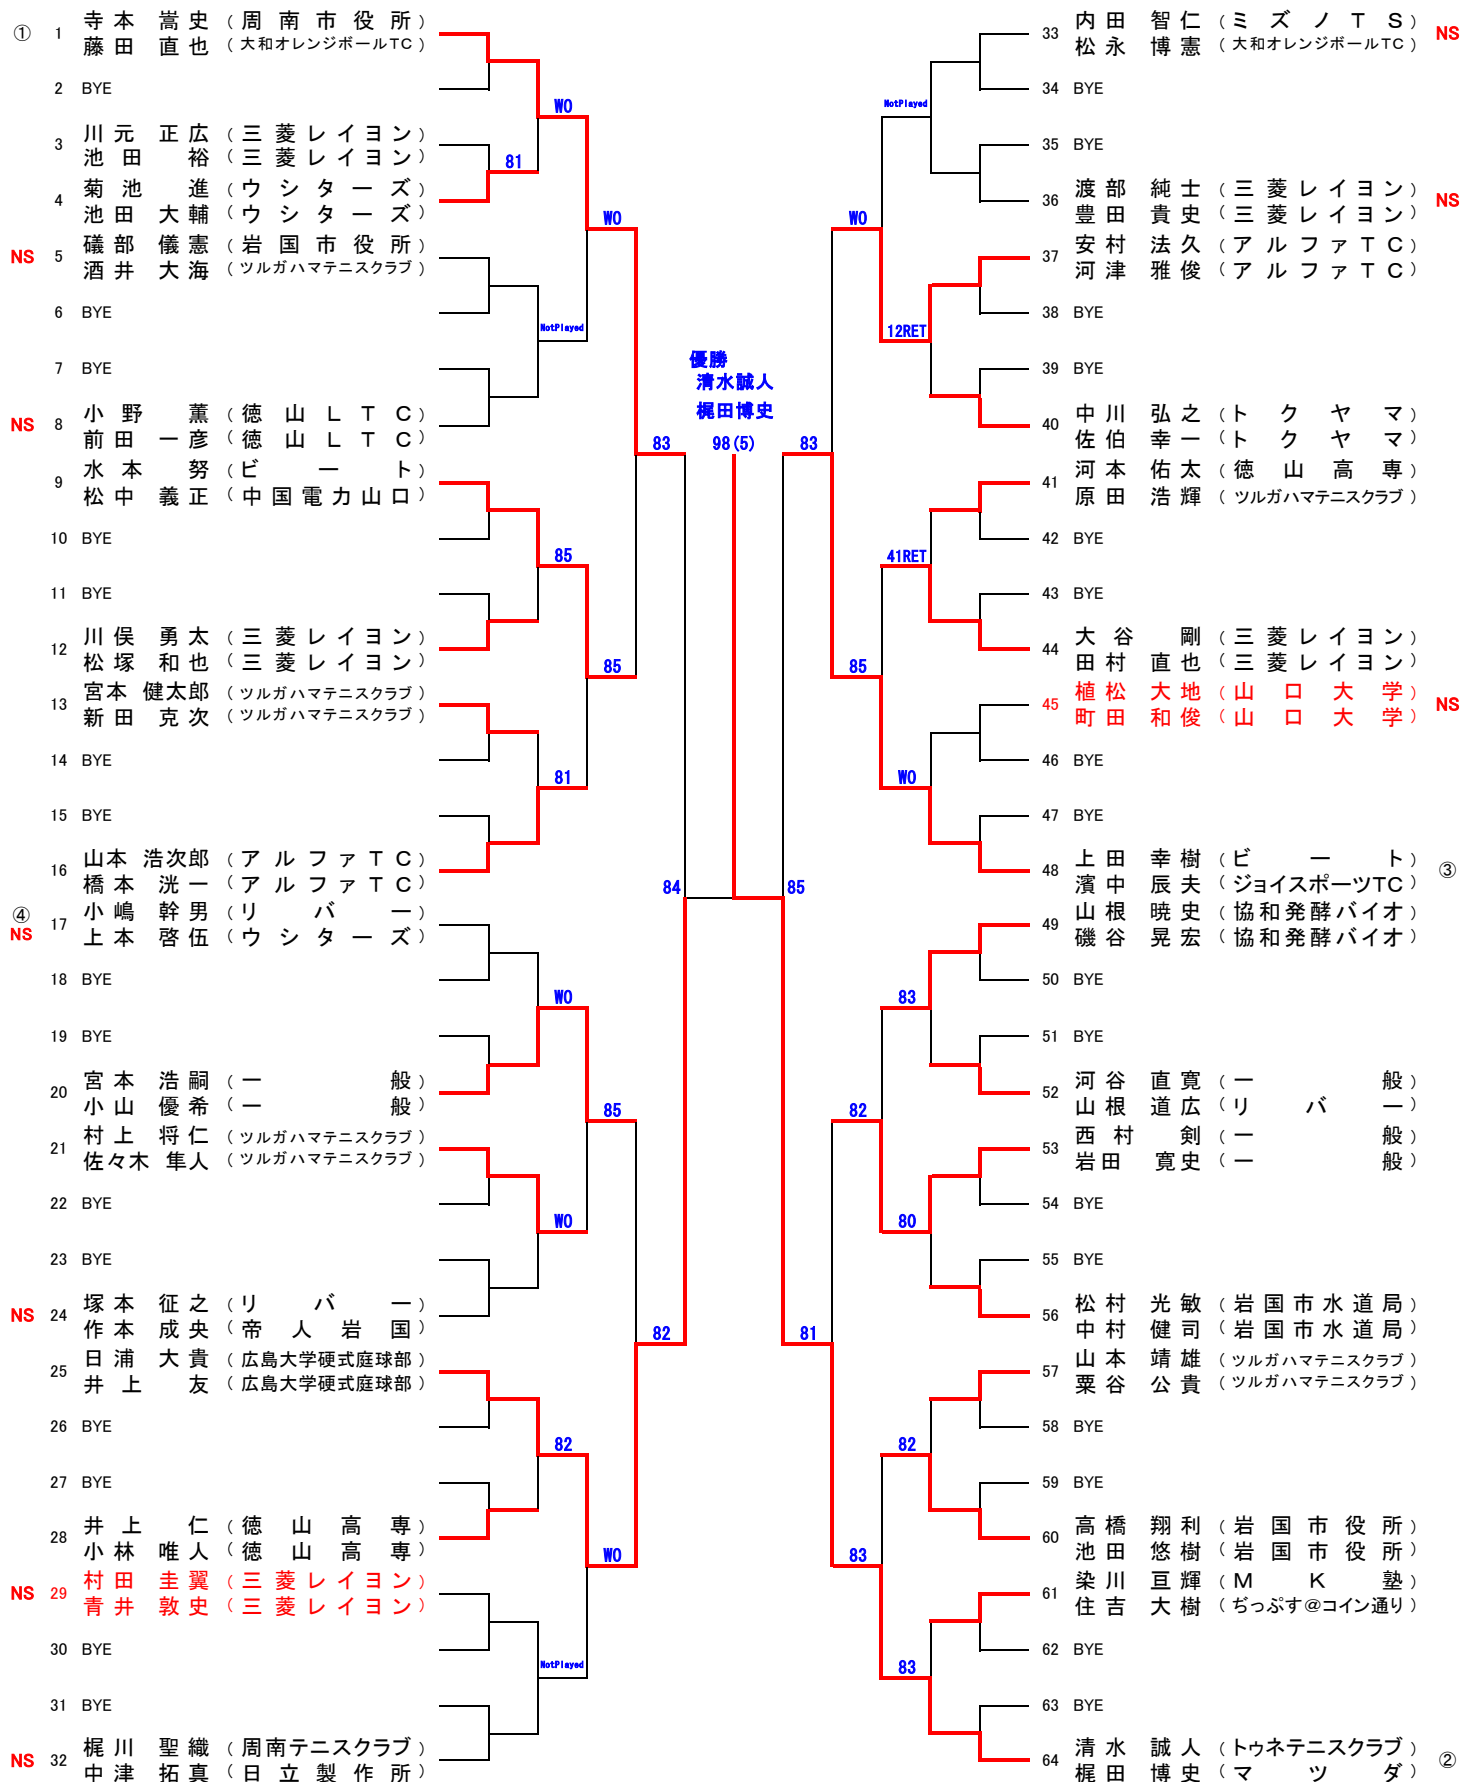 ① 1 寺本 嵩史 (周南市役所)
藤田 直也 (大和オレンジボールTC)
2 BYE
3 川元 正広 (三菱レイヨン)
池田 裕 (三菱レイヨン)
4 菊池 進 (ウシターズ)
池田 大輔 (ウシターズ)
NS 5 礒部 儀憲 (岩国市役所)
酒井 大海 (ツルガハマテニスクラブ)
6 BYE
7 BYE
NS 8 小野 薫 (徳山LTC)
前田 一彦 (徳山LTC)
9 水本 努 (ビート)
松中 義正 (中国電力山口)
10 BYE
11 BYE
12 川俣 勇太 (三菱レイヨン)
松塚 和也 (三菱レイヨン)
13 宮本 健太郎 (ツルガハマテニスクラブ)
新田 克次 (ツルガハマテニスクラブ)
14 BYE
15 BYE
16 山本 浩次郎 (アルファTC)
橋本 洸一 (アルファTC)
④ NS 17 小嶋 幹男 (リバー)
上本 啓伍 (ウシターズ)
18 BYE
19 BYE
20 宮本 浩嗣 (一般)
小山 優希 (一般)
21 村上 将仁 (ツルガハマテニスクラブ)
佐々木 隼人 (ツルガハマテニスクラブ)
22 BYE
23 BYE
NS 24 塚本 征之 (リバー)
作本 成央 (帝人岩国)
25 日浦 大貴 (広島大学硬式庭球部)
井上 友 (広島大学硬式庭球部)
26 BYE
27 BYE
28 井上 仁 (徳山高専)
小林 唯人 (徳山高専)
NS 29 村田 圭翼 (三菱レイヨン)
青井 敦史 (三菱レイヨン)
30 BYE
31 BYE
NS 32 梶川 聖織 (周南テニスクラブ)
中津 拓真 (日立製作所)
81
WO
NotPlayed
85
81
WO
WO
82
NotPlayed
WO
85
85
WO
83
82
84
優勝
清水誠人
梶田博史
98(5)
85
83
81
WO
85
82
83
NotPlayed
12RET
41RET
WO
83
80
82
83
33 内田 智仁 (ミズノTS) NS
松永 博憲 (大和オレンジボールTC)
34 BYE
35 BYE
36 渡部 純士 (三菱レイヨン) NS
豊田 貴史 (三菱レイヨン)
37 安村 法久 (アルファTC)
河津 雅俊 (アルファTC)
38 BYE
39 BYE
40 中川 弘之 (トクヤマ)
佐伯 幸一 (トクヤマ)
41 河本 佑太 (徳山高専)
原田 浩輝 (ツルガハマテニスクラブ)
42 BYE
43 BYE
44 大谷 剛 (三菱レイヨン)
田村 直也 (三菱レイヨン)
45 植松 大地 (山口大学) NS
町田 和俊 (山口大学)
46 BYE
47 BYE
48 上田 幸樹 (ビート) ③
濱中 辰夫 (ジョイスポーツTC)
49 山根 暁史 (協和発酵バイオ)
磯谷 晃宏 (協和発酵バイオ)
50 BYE
51 BYE
52 河谷 直寛 (一般)
山根 道広 (リバー)
53 西村 剣 (一般)
岩田 寛史 (一般)
54 BYE
55 BYE
56 松村 光敏 (岩国市水道局)
中村 健司 (岩国市水道局)
57 山本 靖雄 (ツルガハマテニスクラブ)
粟谷 公貴 (ツルガハマテニスクラブ)
58 BYE
59 BYE
60 高橋 翔利 (岩国市役所)
池田 悠樹 (岩国市役所)
61 染川 亘輝 (MK塾)
住吉 大樹 (ぢっぷす@コイン通り)
62 BYE
63 BYE
64 清水 誠人 (トゥネテニスクラブ) ②
梶田 博史 (マツダ)